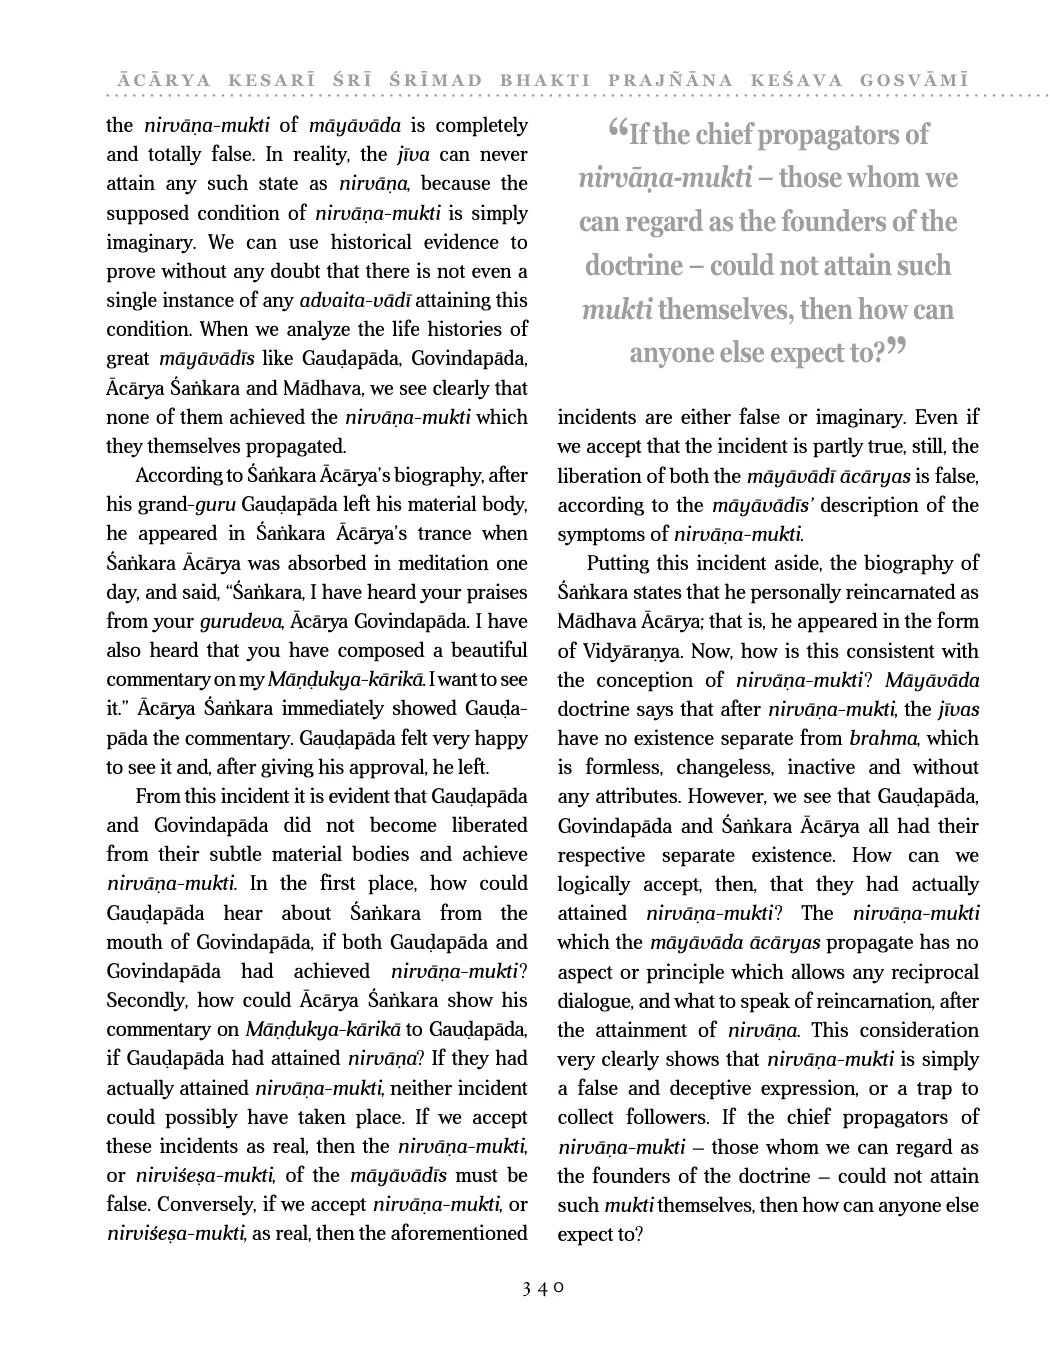 ĀCĀRYA KESARĪ ŚRĪ ŚRĪMAD BHAKTI PRAJÑĀNA KEŚAVA GOSVĀMĪ
the nirvāṇa-mukti of māyāvāda is completely
and totally false. In reality, the jīva can never
attain any such state as nirvāṇa, because the
supposed condition of nirvāṇa-mukti is simply
imaginary. We can use historical evidence to
prove without any doubt that there is not even a
single instance of any advaita-vādī attaining this
condition. When we analyze the life histories of
great māyāvādīs like Gauḍapāda, Govindapāda,
Ācārya Śaṅkara and Mādhava, we see clearly that
none of them achieved the nirvāṇa-mukti which
they themselves propagated.
According to Śaṅkara Ācārya’s biography, after
his grand-guru Gauḍapāda left his material body,
he appeared in Śaṅkara Ācārya’s trance when
Śaṅkara Ācārya was absorbed in meditation one
day, and said, “Śaṅkara, I have heard your praises
from your gurudeva, Ācārya Govindapāda. I have
also heard that you have composed a beautiful
commentary on my Māṇḍukya-kārikā. I want to see
it.” Ācārya Śaṅkara immediately showed Gauḍa-
pāda the commentary. Gauḍapāda felt very happy
to see it and, after giving his approval, he left.
From this incident it is evident that Gauḍapāda
and Govindapāda did not become liberated
from their subtle material bodies and achieve
nirvāṇa-mukti. In the first place, how could
Gauḍapāda hear about Śaṅkara from the
mouth of Govindapāda, if both Gauḍapāda and
Govindapāda had achieved nirvāṇa-mukti?
Secondly, how could Ācārya Śaṅkara show his
commentary on Māṇḍukya-kārikā to Gauḍapāda,
if Gauḍapāda had attained nirvāṇa? If they had
actually attained nirvāṇa-mukti, neither incident
could possibly have taken place. If we accept
these incidents as real, then the nirvāṇa-mukti,
or nirviśeṣa-mukti, of the māyāvādīs must be
false. Conversely, if we accept nirvāṇa-mukti, or
nirviśeṣa-mukti, as real, then the aforementioned
“If the chief propagators of
nirvāṇa-mukti – those whom we
can regard as the founders of the
doctrine – could not attain such
mukti themselves, then how can
anyone else expect to?”
incidents are either false or imaginary. Even if
we accept that the incident is partly true, still, the
liberation of both the māyāvādī ācāryas is false,
according to the māyāvādīs’ description of the
symptoms of nirvāṇa-mukti.
Putting this incident aside, the biography of
Śaṅkara states that he personally reincarnated as
Mādhava Ācārya; that is, he appeared in the form
of Vidyāraṇya. Now, how is this consistent with
the conception of nirvāṇa-mukti? Māyāvāda
doctrine says that after nirvāṇa-mukti, the jīvas
have no existence separate from brahma, which
is formless, changeless, inactive and without
any attributes. However, we see that Gauḍapāda,
Govindapāda and Śaṅkara Ācārya all had their
respective separate existence. How can we
logically accept, then, that they had actually
attained nirvāṇa-mukti? The nirvāṇa-mukti
which the māyāvāda ācāryas propagate has no
aspect or principle which allows any reciprocal
dialogue, and what to speak of reincarnation, after
the attainment of nirvāṇa. This consideration
very clearly shows that nirvāṇa-mukti is simply
a false and deceptive expression, or a trap to
collect followers. If the chief propagators of
nirvāṇa-mukti – those whom we can regard as
the founders of the doctrine – could not attain
such mukti themselves, then how can anyone else
expect to?
340